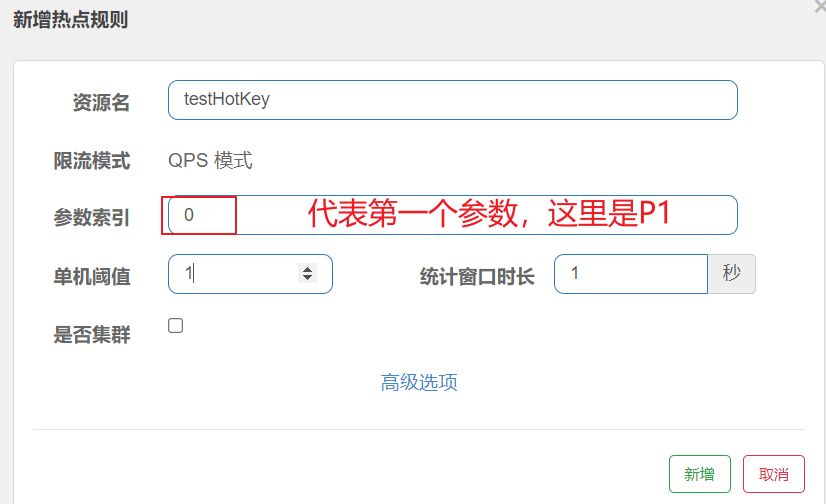 新增热点规则
资源名 testHotKey
限流模式 QPS 模式
参数索引 0 代表第一个参数，这里是P1
单机阈值 1 统计窗口时长 1 秒
是否集群
高级选项
新增 取消